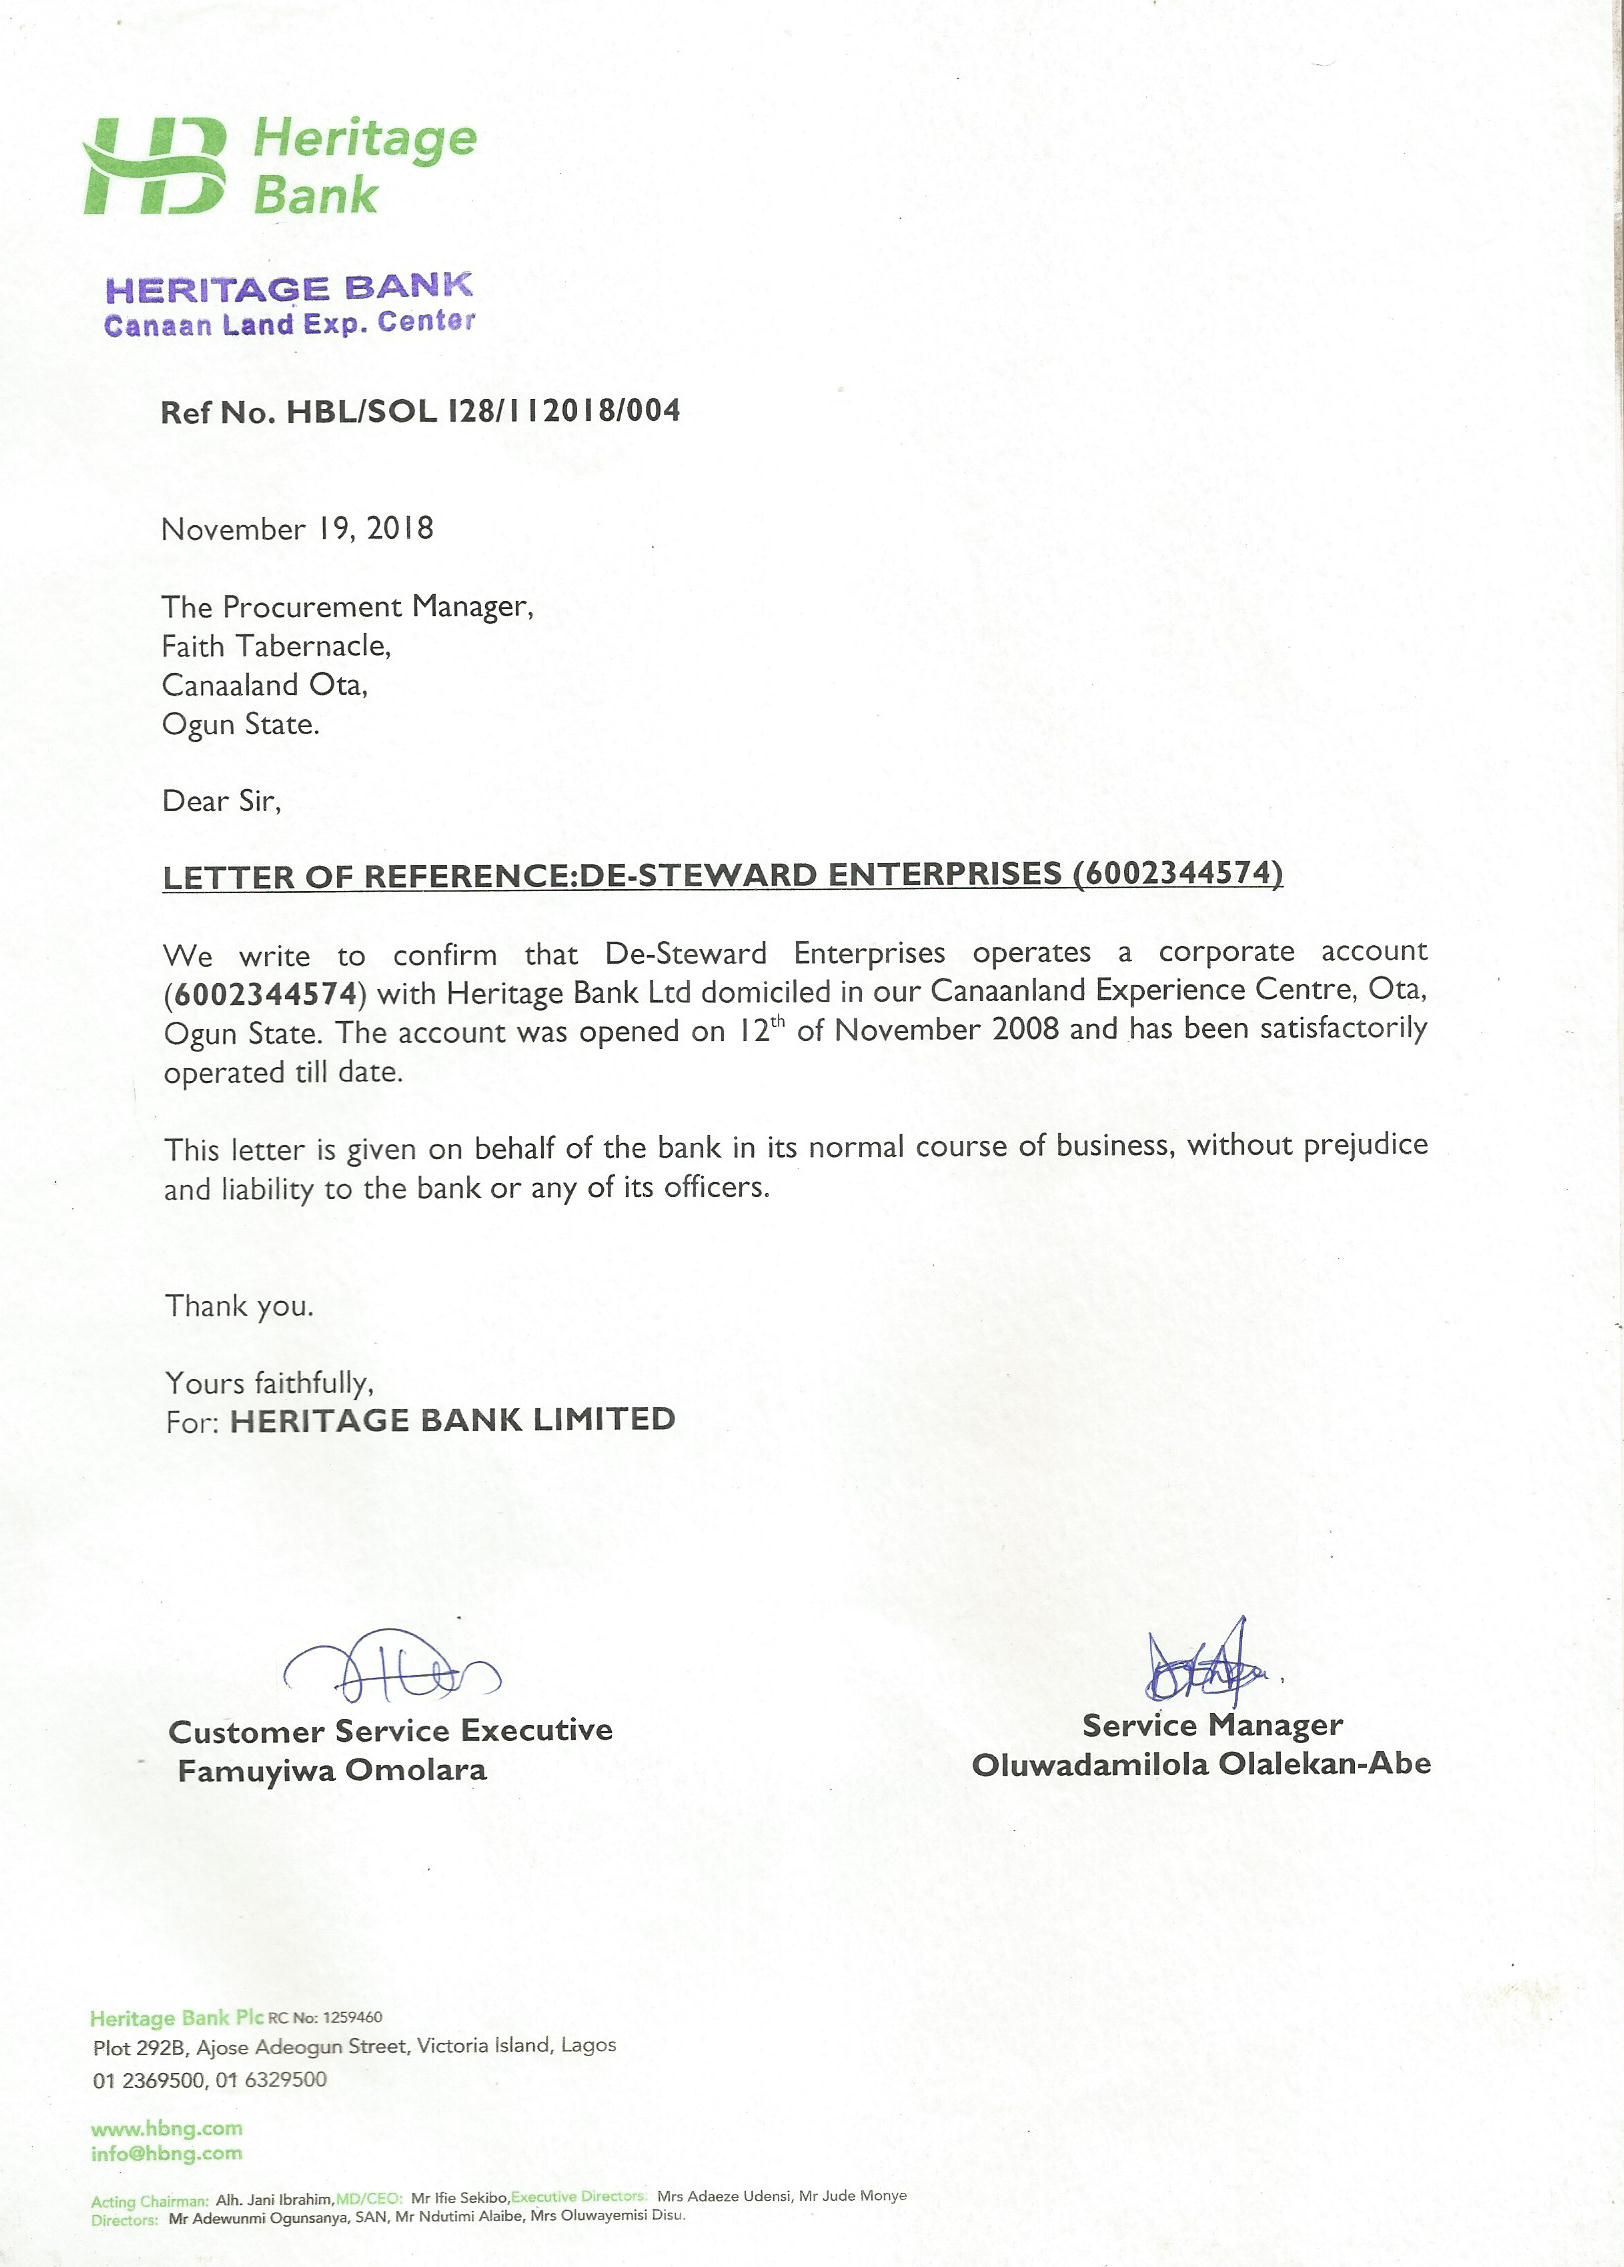 HB Heritage
Bank
HERITAGE BANK
Canaan Land Exp. Center
Ref No. HBL/SOL 128/112018/004
November 19, 2018
The Procurement Manager,
Faith Tabernacle,
Canaaland Ota,
Ogun State.
Dear Sir,
LETTER OF REFERENCE:DE-STEWARD ENTERPRISES (6002344574)
We write to confirm that De-Steward Enterprises operates a corporate account
(6002344574) with Heritage Bank Ltd domiciled in our Canaanland Experience Centre, Ota,
Ogun State. The account was opened on 12th of November 2008 and has been satisfactorily
operated till date.
This letter is given on behalf of the bank in its normal course of business, without prejudice
and liability to the bank or any of its officers.
Thank you.
Yours faithfully,
For: HERITAGE BANK LIMITED
Customer Service Executive
Famuyiwa Omolara
Service Manager
Oluwadamilola Olalekan-Abe
Heritage Bank Plc RC No: 1259460
Plot 292B, Ajose Adeogun Street, Victoria Island, Lagos
01 2369500, 01 6329500
www.hbng.com
info@hbng.com
Acting Chairman: Alh. Jani Ibrahim, MD/CEO: Mr Ifie Sekibo, Executive Directors: Mrs Adaeze Udensi, Mr Jude Monye
Directors: Mr Adewunmi Ogunsanya, SAN, Mr Ndutimi Alaibe, Mrs Oluwayemisi Disu.